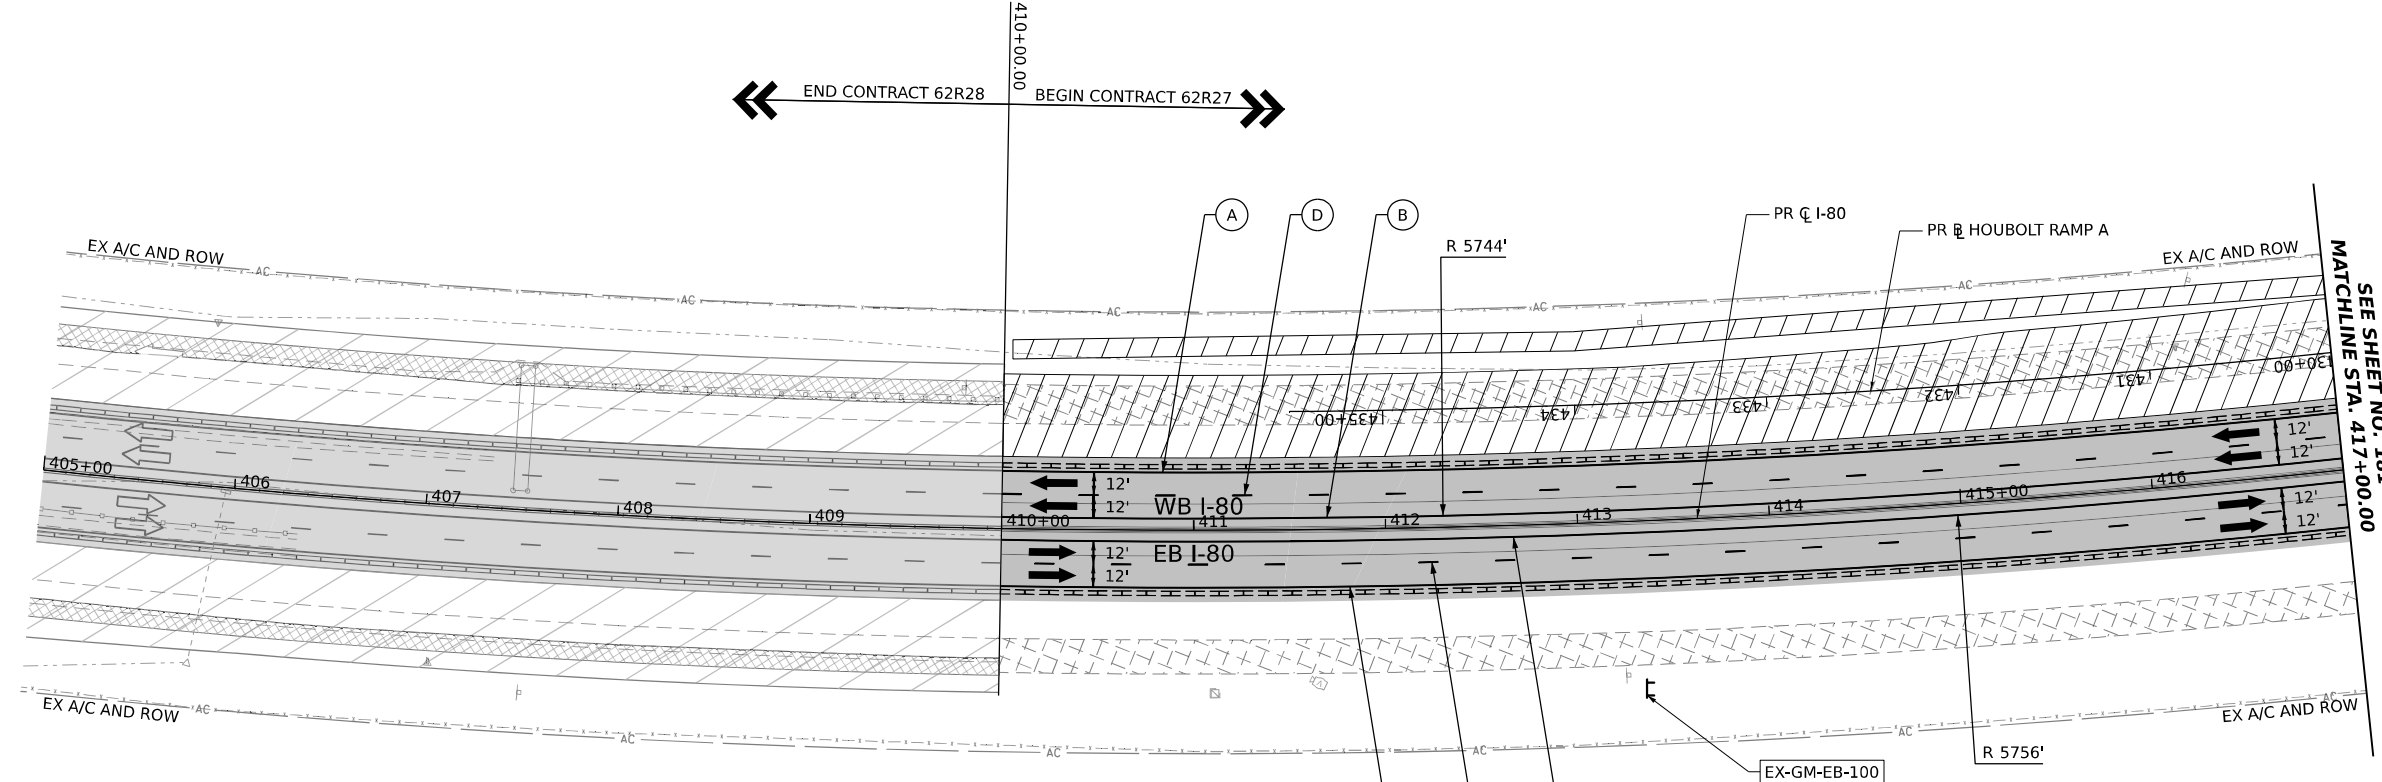 410+00.00
END CONTRACT 62R28
BEGIN CONTRACT 62R27
A
D
B
R 5744'
PR ℄ I-80
PR B HOUBOLT RAMP A
EX A/C AND ROW
EX A/C AND ROW
AC
AC
AC
AC
AC
SEE SHEET NO. 161
MATCHLINE STA. 417+00.00
430+00
431
432
433
434
435+00
12'
12'
12'
12'
WB I-80
405+00
406
407
408
409
410+00
411
412
413
414
415+00
416
EB I-80
12'
12'
12'
12'
EX A/C AND ROW
EX A/C AND ROW
AC
AC
AC
AC
AC
AC
R 5756'
EX-GM-EB-100